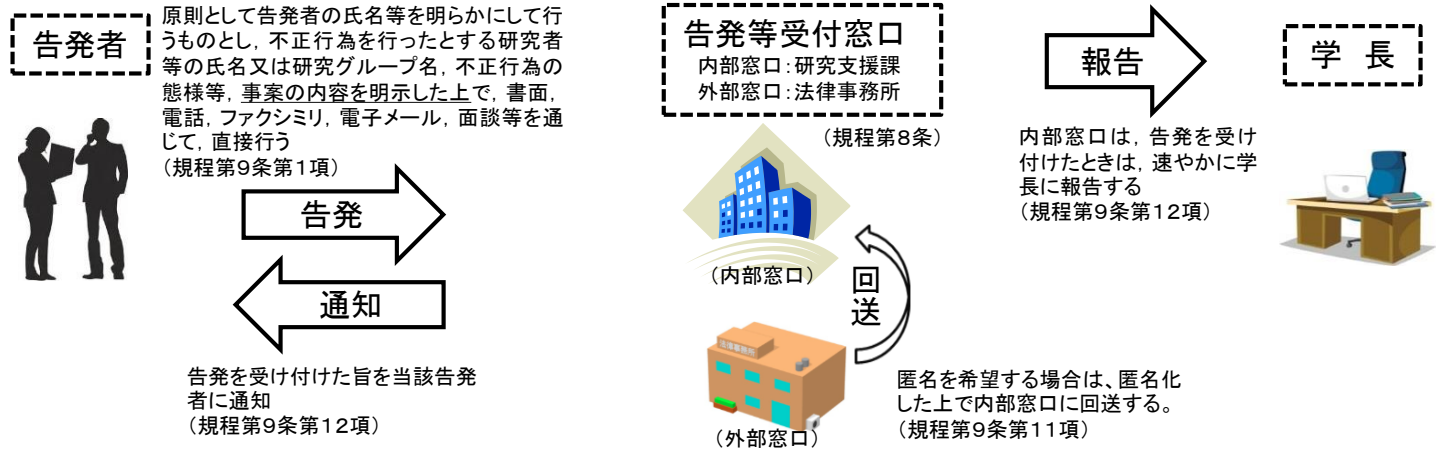 告発者
原則として告発者の氏名等を明らかにして行
うものとし，不正行為を行ったとする研究者
等の氏名又は研究グループ名，不正行為の
態様等，事案の内容を明示した上で，書面，
電話，ファクシミリ，電子メール，面談等を通
じて，直接行う
（規程第９条第１項）
告発
通知
告発を受け付けた旨を当該告発
者に通知
（規程第９条第１２項）
告発等受付窓口
内部窓口：研究支援課
外部窓口：法律事務所
（規程第８条）
（内部窓口）
回送
法律事務所
（外部窓口）
匿名を希望する場合は、匿名化
した上で内部窓口に回送する。
（規程第９条第１１項）
報告
内部窓口は，告発を受け
付けたときは，速やかに学
長に報告する
（規程第９条第１２項）
学　長